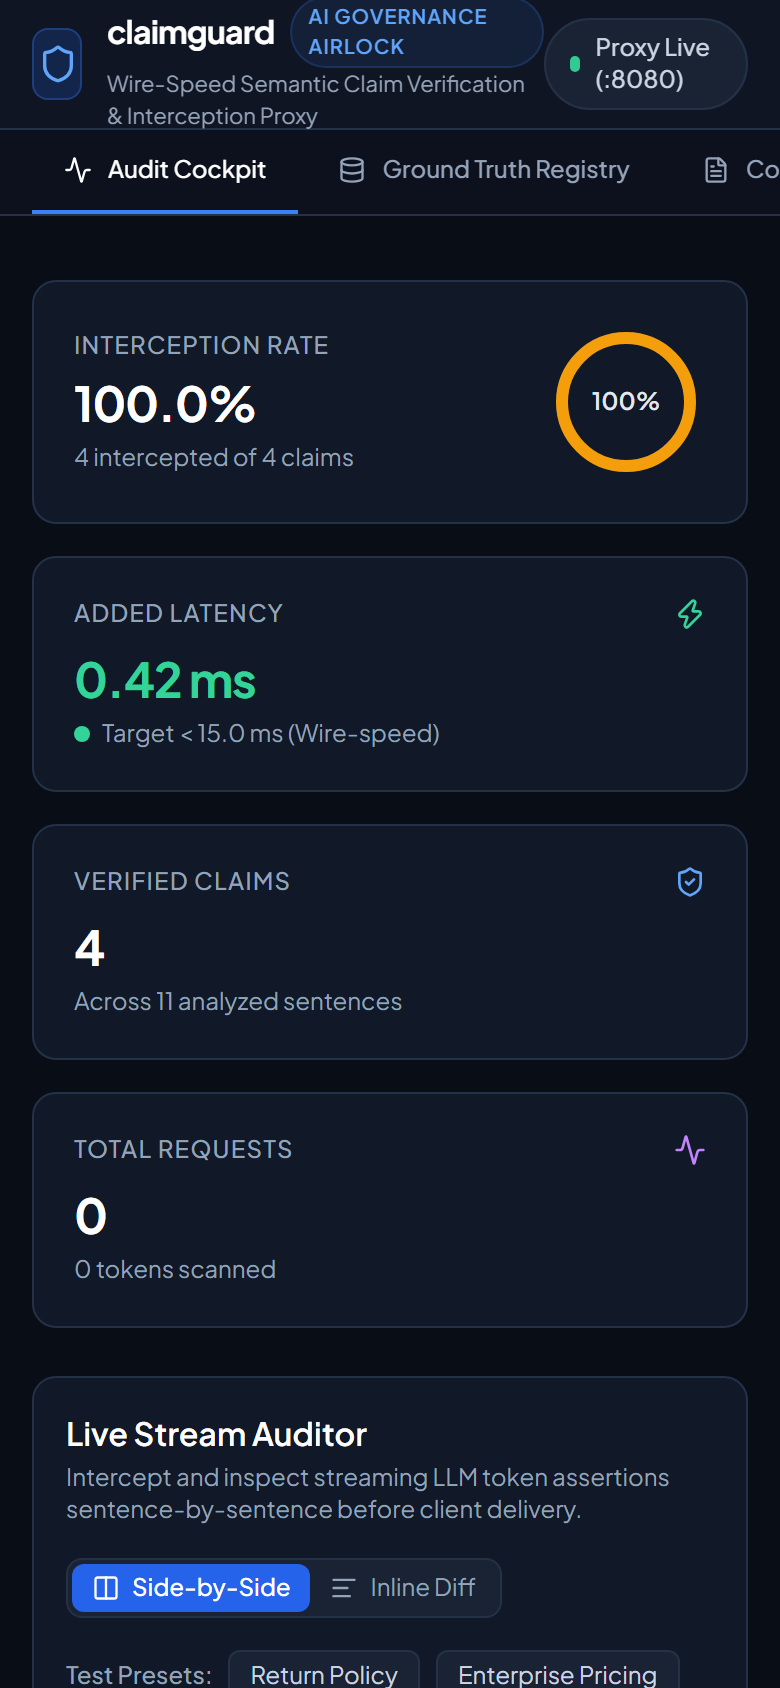 claimguard
AI GOVERNANCE
AIRLOCK
Wire-Speed Semantic Claim Verification
& Interception Proxy
Proxy Live
(:8080)
Audit Cockpit
Ground Truth Registry
Co
INTERCEPTION RATE
100.0%
4 intercepted of 4 claims
100%
ADDED LATENCY
0.42 ms
Target < 15.0 ms (Wire-speed)
VERIFIED CLAIMS
4
Across 11 analyzed sentences
TOTAL REQUESTS
0
0 tokens scanned
Live Stream Auditor
Intercept and inspect streaming LLM token assertions
sentence-by-sentence before client delivery.
Side-by-Side
Inline Diff
Test Presets:
Return Policy
Enterprise Pricing